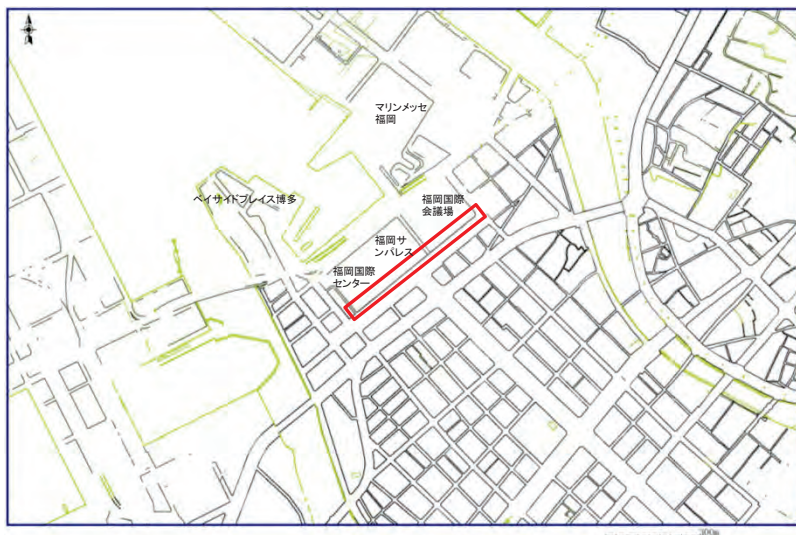 マリンメッセ
福岡
ベイサイドプレイス博多
福岡国際
会議場
福岡サ
ンパレス
福岡国際
センター